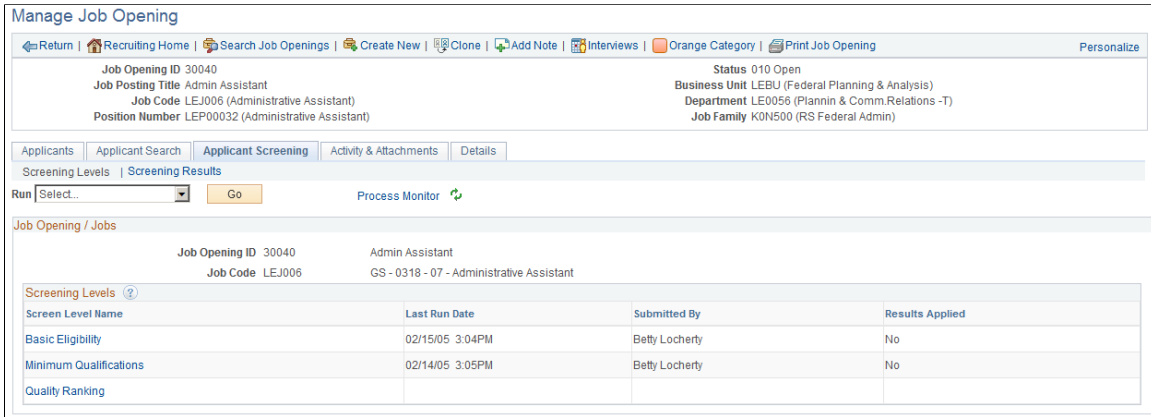 Manage Job Opening
Return | Recruiting Home | Search Job Openings | Create New | Clone | Add Note | Interviews | Orange Category | Print Job Opening Personalize
Job Opening ID 30040 Status 010 Open
Job Posting Title Admin Assistant Business Unit LEBU (Federal Planning & Analysis)
Job Code LEJ006 (Administrative Assistant) Department LE0056 (Plannin & Comm.Relations -T)
Position Number LEP00032 (Administrative Assistant) Job Family K0N500 (RS Federal Admin)
Applicants Applicant Search Applicant Screening Activity & Attachments Details
Screening Levels | Screening Results
Run Select... Go Process Monitor
Job Opening / Jobs
Job Opening ID 30040 Admin Assistant
Job Code LEJ006 GS - 0318 - 07 - Administrative Assistant
Screening Levels ?
Screen Level Name Last Run Date Submitted By Results Applied
Basic Eligibility 02/15/05 3:04PM Betty Locherty No
Minimum Qualifications 02/14/05 3:05PM Betty Locherty No
Quality Ranking